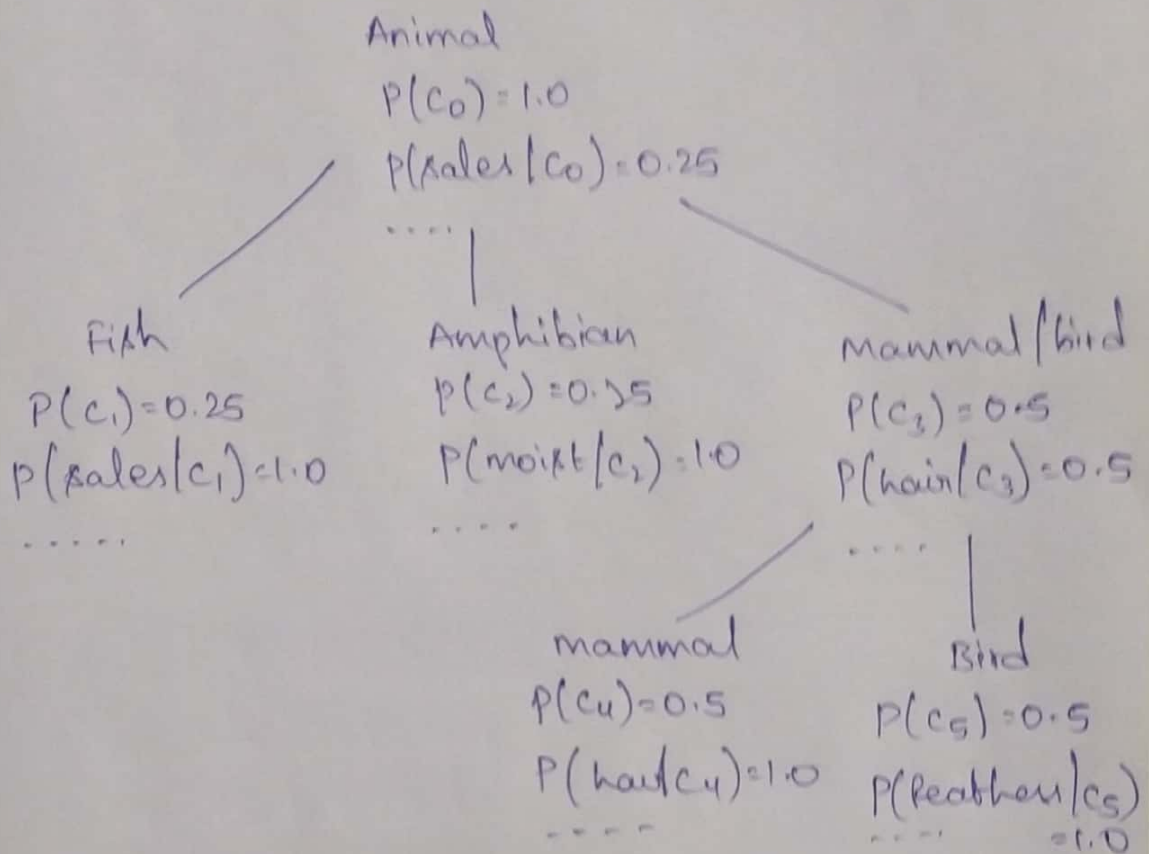 Animal
P(C0) = 1.0
P(scales|C0) = 0.25
....
Fish
P(C1) = 0.25
P(scales|C1) = 1.0
.....
Amphibian
P(C2) = 0.25
P(moist|C2) = 1.0
....
Mammal/bird
P(C3) = 0.5
P(hair|C3) = 0.5
....
mammal
P(C4) = 0.5
P(hair|C4) = 1.0
....
Bird
P(C5) = 0.5
P(feathers|C5)
.... = 1.0